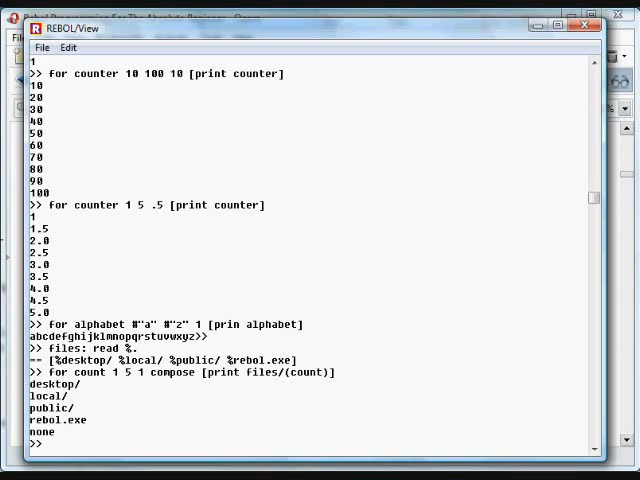 REBOL/View
File Edit
1
>> for counter 10 100 10 [print counter]
10
20
30
40
50
60
70
80
90
100
>> for counter 1 5 .5 [print counter]
1
1.5
2.0
2.5
3.0
3.5
4.0
4.5
5.0
>> for alphabet #"a" #"z" 1 [prin alphabet]
abcdefghijklmnopqrstuvwxyz>>
>> files: read %.
== [%desktop/ %local/ %public/ %rebol.exe]
>> for count 1 5 1 compose [print files/(count)]
desktop/
local/
public/
rebol.exe
none
>>